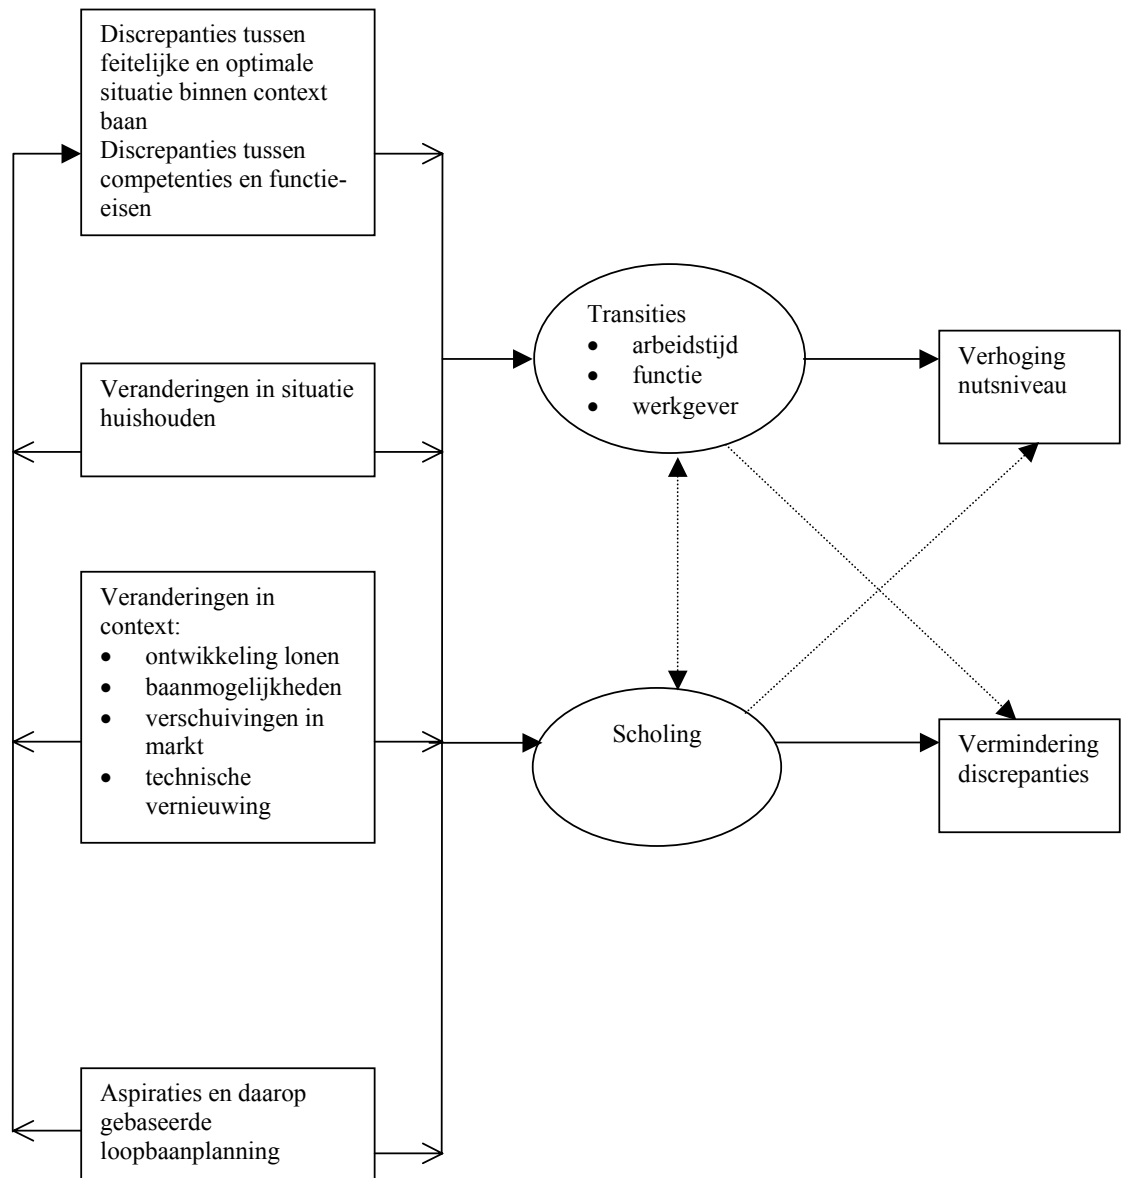 Discrepanties tussen
feitelijke en optimale
situatie binnen context
baan
Discrepanties tussen
competenties en functie-
eisen
Transities
• arbeidstijd
• functie
• werkgever
Verhoging
nutsniveau
Veranderingen in situatie
huishouden
Veranderingen in
context:
• ontwikkeling lonen
• baanmogelijkheden
• verschuivingen in
markt
• technische
vernieuwing
Scholing
Vermindering
discrepanties
Aspiraties en daarop
gebaseerde
loopbaanplanning